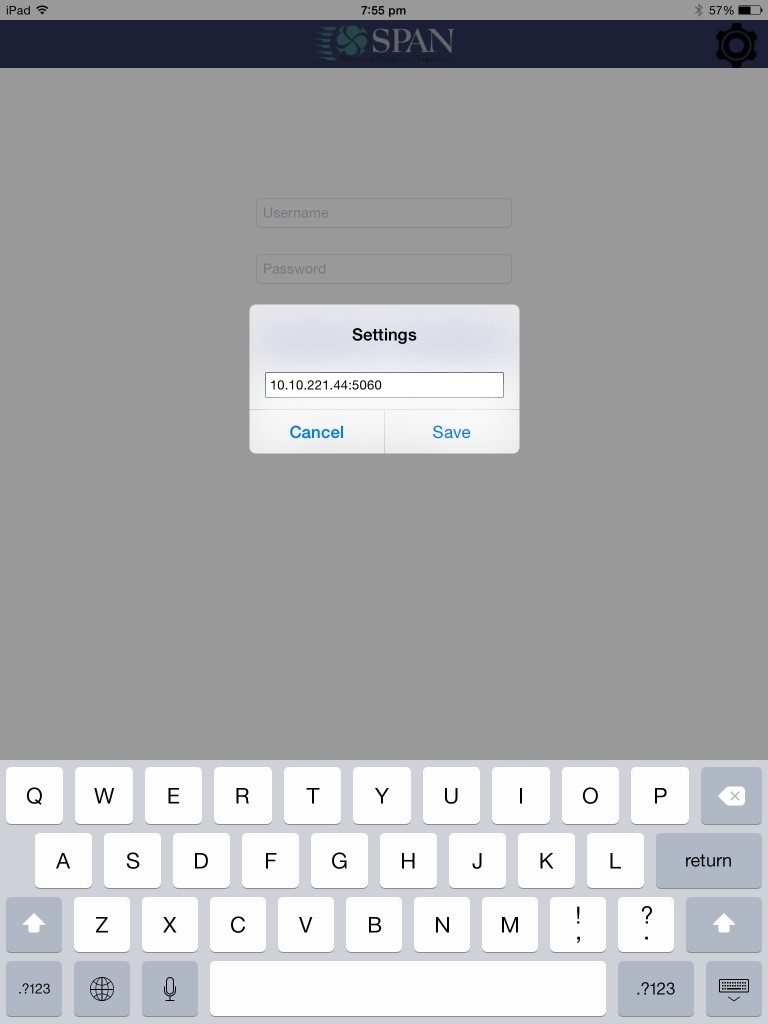 iPad 7:55 pm 57%
SPAN
Username
Password
Settings
10.10.221.44:5060
Cancel Save
Q W E R T Y U I O P
A S D F G H J K L return
Z X C V B N M ! , ? .
.?123 .?123